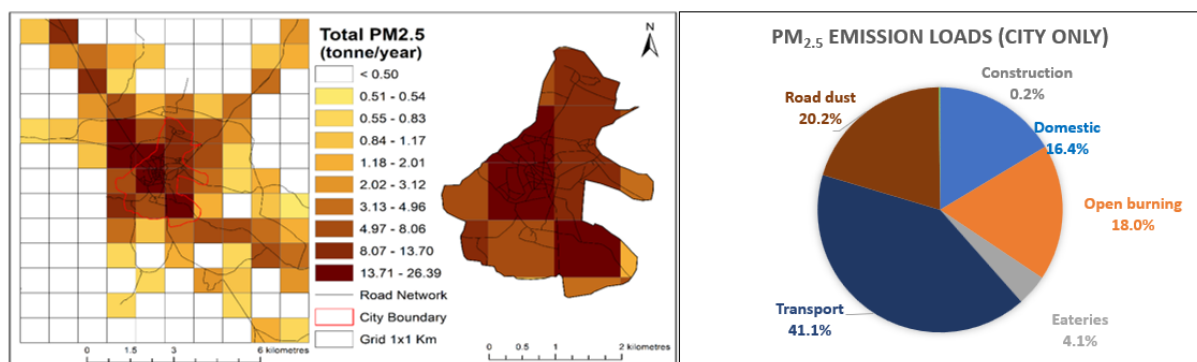 Total PM2.5
(tonne/year)
< 0.50
0.51 - 0.54
0.55 - 0.83
0.84 - 1.17
1.18 - 2.01
2.02 - 3.12
3.13 - 4.96
4.97 - 8.06
8.07 - 13.70
13.71 - 26.39
Road Network
City Boundary
Grid 1x1 Km
0 1.5 3 6 kilometres
N
0 0.5 1 2 kilometres
PM2.5 EMISSION LOADS (CITY ONLY)
Construction
0.2%
Road dust
20.2%
Domestic
16.4%
Open burning
18.0%
Transport
41.1%
Eateries
4.1%